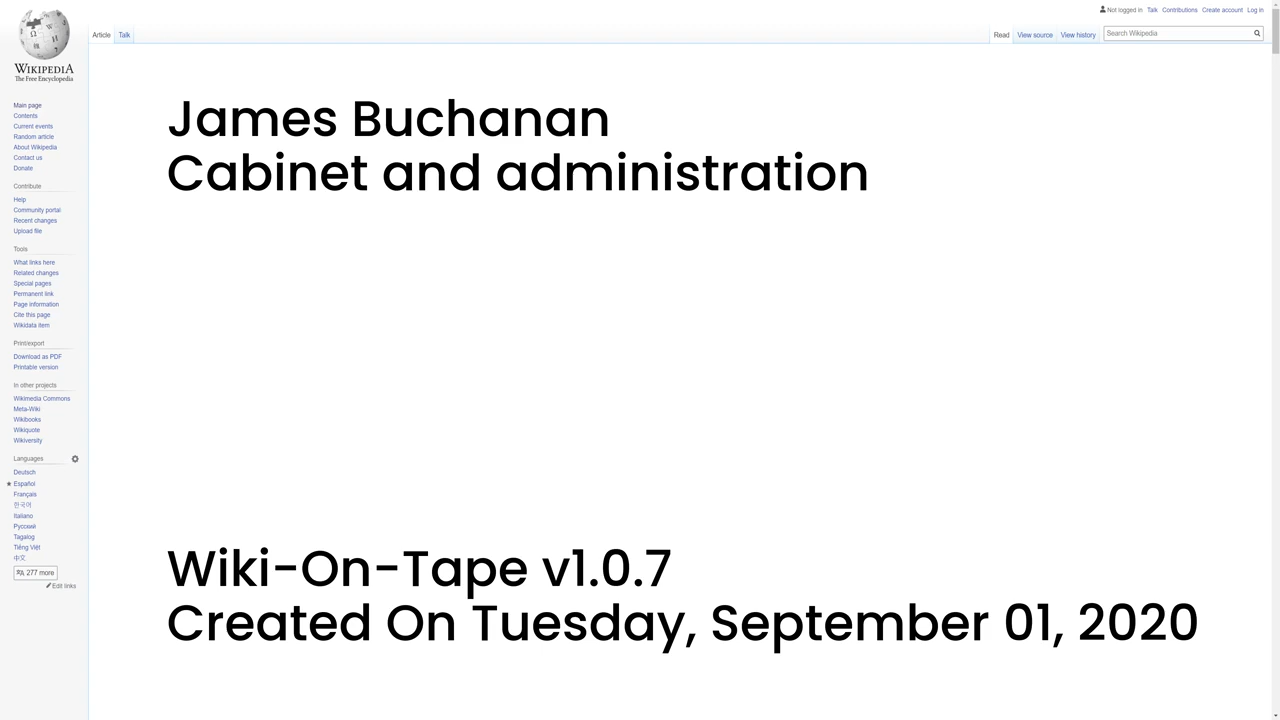 Not logged in Talk Contributions Create account Log in
Article Talk Read View source View history Search Wikipedia
WIKIPEDIA
The Free Encyclopedia
Main page
Contents
Current events
Random article
About Wikipedia
Contact us
Donate
Contribute
Help
Community portal
Recent changes
Upload file
Tools
What links here
Related changes
Special pages
Permanent link
Page information
Cite this page
Wikidata item
Print/export
Download as PDF
Printable version
In other projects
Wikimedia Commons
Meta-Wiki
Wikibooks
Wikiquote
Wikiversity
Languages
Deutsch
Español
Français
한국어
Italiano
Русский
Tagalog
Tiếng Việt
中文
277 more
Edit links
James Buchanan
Cabinet and administration
Wiki-On-Tape v1.0.7
Created On Tuesday, September 01, 2020